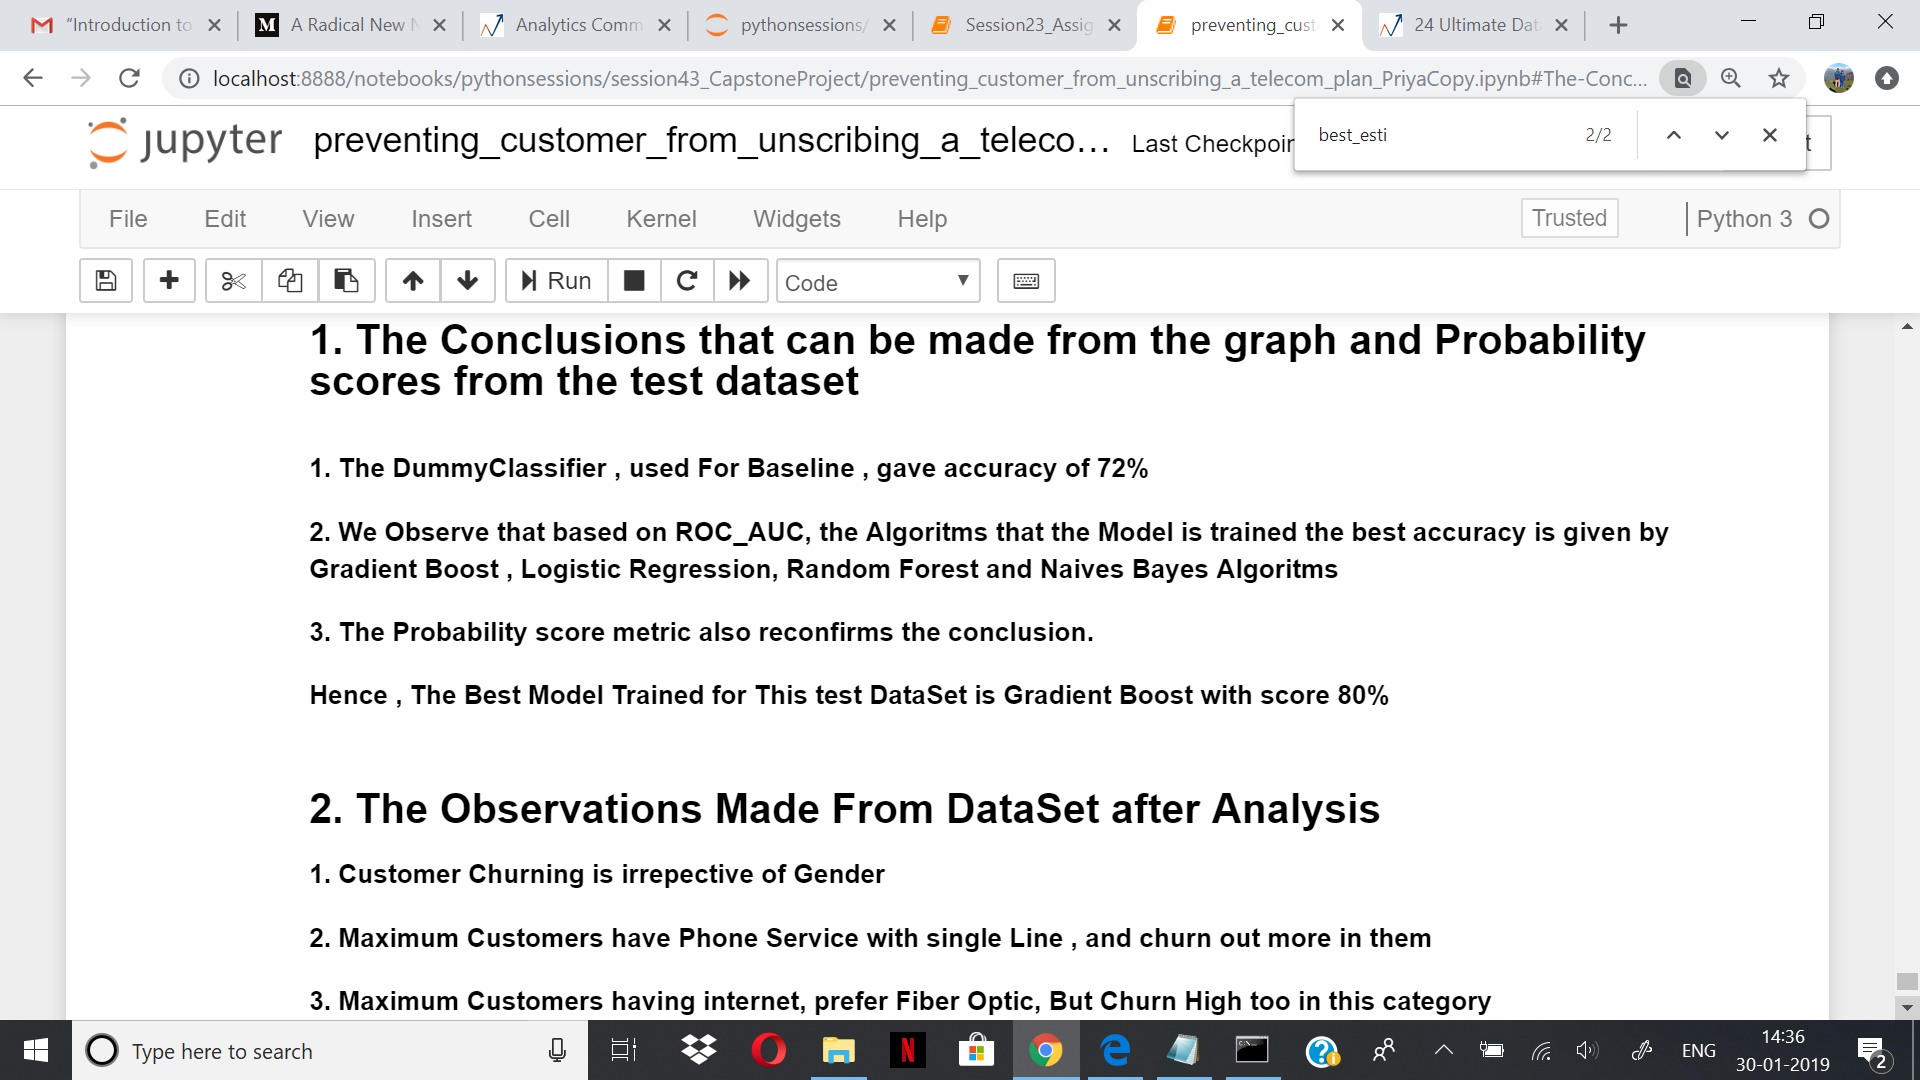 "Introduction to
A Radical New N
Analytics Comm
pythonsessions/
Session23_Assig
preventing_cust
24 Ultimate Dat
localhost:8888/notebooks/pythonsessions/session43_CapstoneProject/preventing_customer_from_unscribing_a_telecom_plan_PriyaCopy.ipynb#The-Conc...
best_esti 2/2
jupyter preventing_customer_from_unscribing_a_teleco... Last Checkpoin
File Edit View Insert Cell Kernel Widgets Help Trusted Python 3
Run Code
1. The Conclusions that can be made from the graph and Probability
scores from the test dataset
1. The DummyClassifier , used For Baseline , gave accuracy of 72%
2. We Observe that based on ROC_AUC, the Algoritms that the Model is trained the best accuracy is given by
Gradient Boost , Logistic Regression, Random Forest and Naives Bayes Algoritms
3. The Probability score metric also reconfirms the conclusion.
Hence , The Best Model Trained for This test DataSet is Gradient Boost with score 80%
2. The Observations Made From DataSet after Analysis
1. Customer Churning is irrepective of Gender
2. Maximum Customers have Phone Service with single Line , and churn out more in them
3. Maximum Customers having internet, prefer Fiber Optic, But Churn High too in this category
Type here to search
ENG
14:36
30-01-2019
2